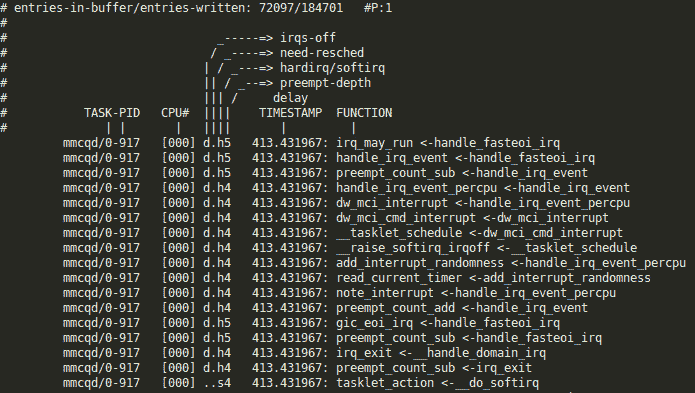 # entries-in-buffer/entries-written: 72097/184701   #P:1
#
#                              _-----=> irqs-off
#                             / _----=> need-resched
#                            | / _---=> hardirq/softirq
#                            || / _--=> preempt-depth
#                            ||| /     delay
#           TASK-PID   CPU#  ||||    TIMESTAMP  FUNCTION
#              | |       |   ||||       |         |
        mmcqd/0-917   [000] d.h5   413.431967: irq_may_run <-handle_fasteoi_irq
        mmcqd/0-917   [000] d.h5   413.431967: handle_irq_event <-handle_fasteoi_irq
        mmcqd/0-917   [000] d.h5   413.431967: preempt_count_sub <-handle_irq_event
        mmcqd/0-917   [000] d.h4   413.431967: handle_irq_event_percpu <-handle_irq_event
        mmcqd/0-917   [000] d.h4   413.431967: dw_mci_interrupt <-handle_irq_event_percpu
        mmcqd/0-917   [000] d.h4   413.431967: dw_mci_cmd_interrupt <-dw_mci_interrupt
        mmcqd/0-917   [000] d.h4   413.431967: __tasklet_schedule <-dw_mci_cmd_interrupt
        mmcqd/0-917   [000] d.h4   413.431967: __raise_softirq_irqoff <-__tasklet_schedule
        mmcqd/0-917   [000] d.h4   413.431967: add_interrupt_randomness <-handle_irq_event_percpu
        mmcqd/0-917   [000] d.h4   413.431967: read_current_timer <-add_interrupt_randomness
        mmcqd/0-917   [000] d.h4   413.431967: note_interrupt <-handle_irq_event_percpu
        mmcqd/0-917   [000] d.h4   413.431967: preempt_count_add <-handle_irq_event
        mmcqd/0-917   [000] d.h5   413.431967: gic_eoi_irq <-handle_fasteoi_irq
        mmcqd/0-917   [000] d.h5   413.431967: preempt_count_sub <-handle_fasteoi_irq
        mmcqd/0-917   [000] d.h4   413.431967: irq_exit <-__handle_domain_irq
        mmcqd/0-917   [000] d.h4   413.431967: preempt_count_sub <-irq_exit
        mmcqd/0-917   [000] ..s4   413.431967: tasklet_action <-__do_softirq